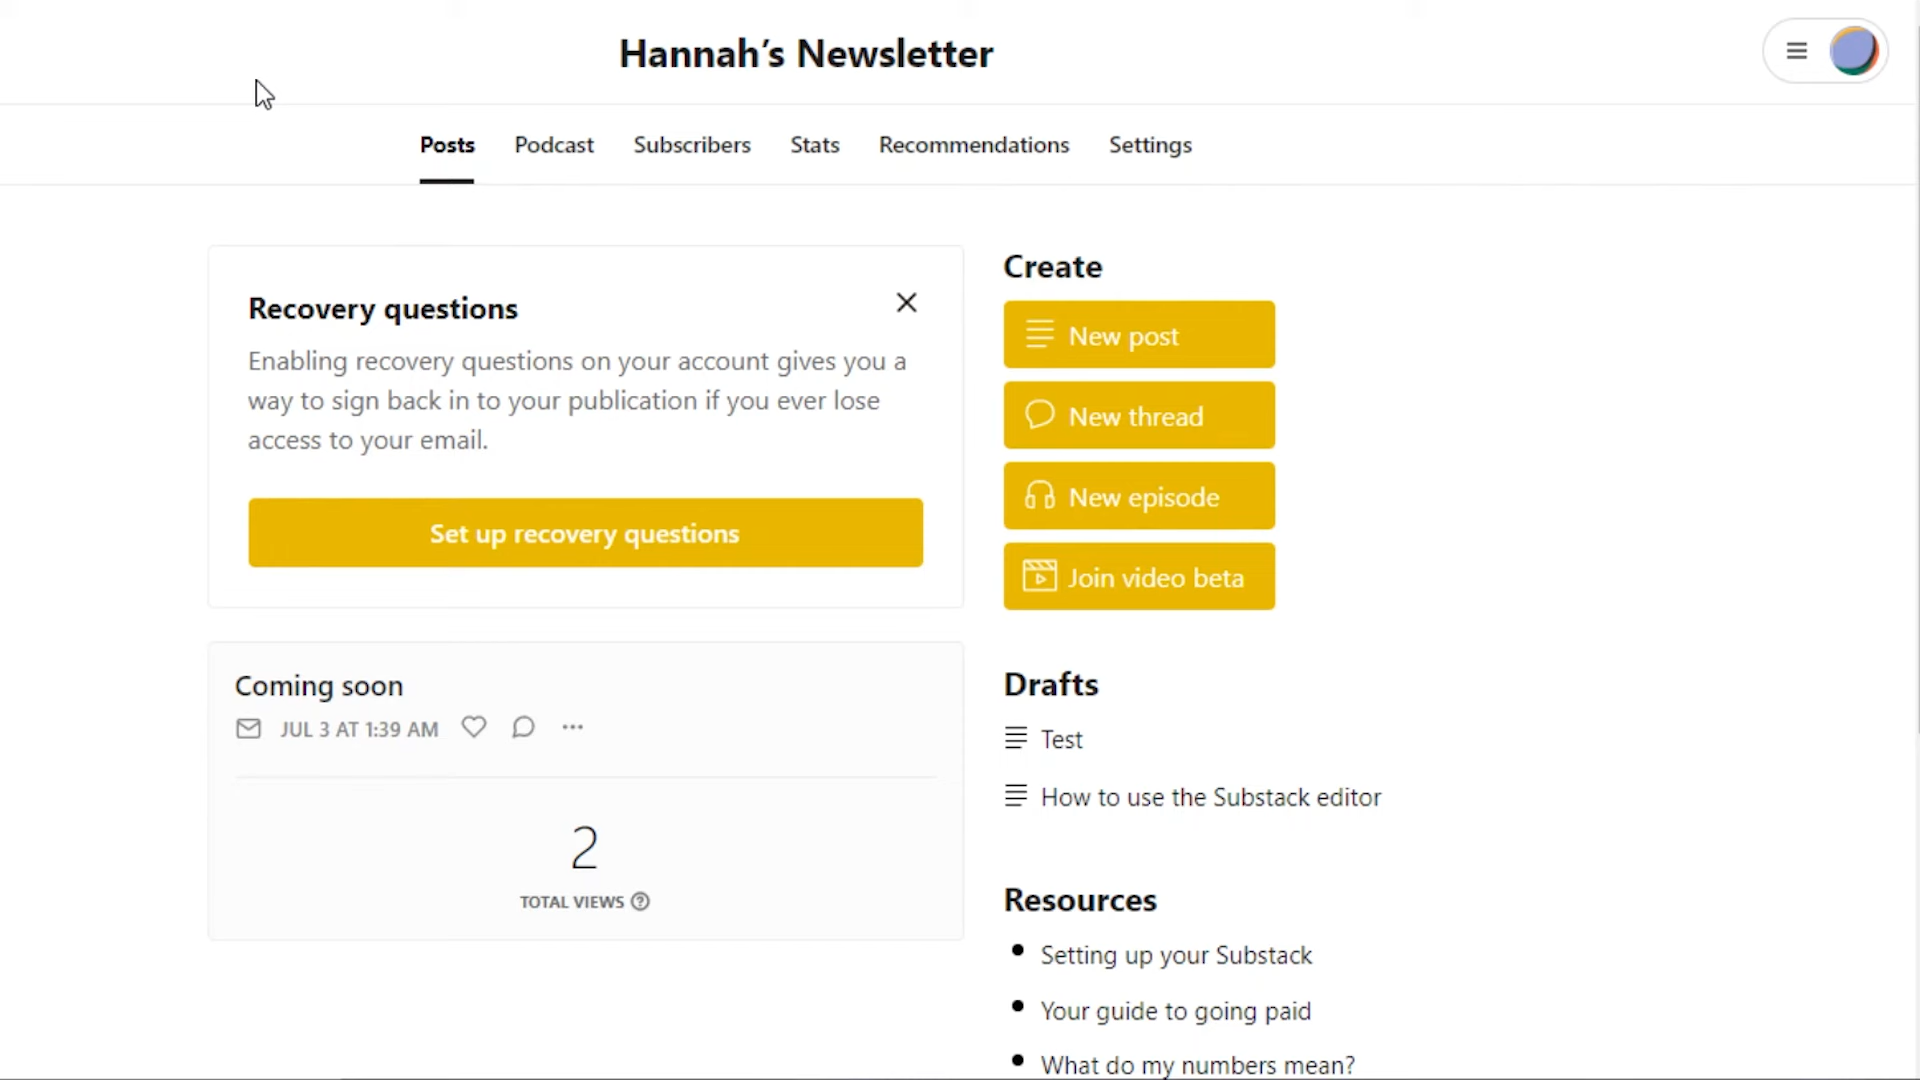 Hannah’s Newsletter
Posts Podcast Subscribers Stats Recommendations Settings
Recovery questions
Enabling recovery questions on your account gives you a
way to sign back in to your publication if you ever lose
access to your email.
Set up recovery questions
Coming soon
JUL 3 AT 1:39 AM
2
TOTAL VIEWS
Create
New post
New thread
New episode
Join video beta
Drafts
Test
How to use the Substack editor
Resources
Setting up your Substack
Your guide to going paid
What do my numbers mean?